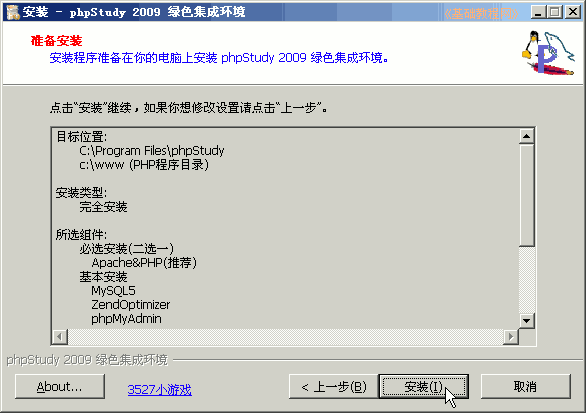 安装 - phpStudy 2009 绿色集成环境
准备安装
安装程序准备在你的电脑上安装 phpStudy 2009 绿色集成环境。
点击“安装”继续，如果你想修改设置请点击“上一步”。
目标位置:
C:\Program Files\phpStudy
c:\www (PHP程序目录)
安装类型:
完全安装
所选组件:
必选安装(二选一)
Apache&PHP(推荐)
基本安装
MySQL5
ZendOptimizer
phpMyAdmin
phpStudy 2009 绿色集成环境
About...
3527小游戏
< 上一步(B)
安装(I)
取消